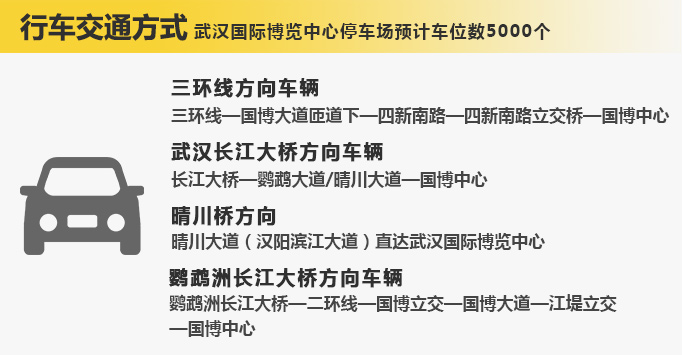 行车交通方式 武汉国际博览中心停车场预计车位数5000个
三环线方向车辆
三环线—国博大道匝道下—四新南路—四新南路立交桥—国博中心
武汉长江大桥方向车辆
长江大桥—鹦鹉大道/晴川大道—国博中心
晴川桥方向
晴川大道（汉阳滨江大道）直达武汉国际博览中心
鹦鹉洲长江大桥方向车辆
鹦鹉洲长江大桥—二环线—国博立交—国博大道—江堤立交
—国博中心